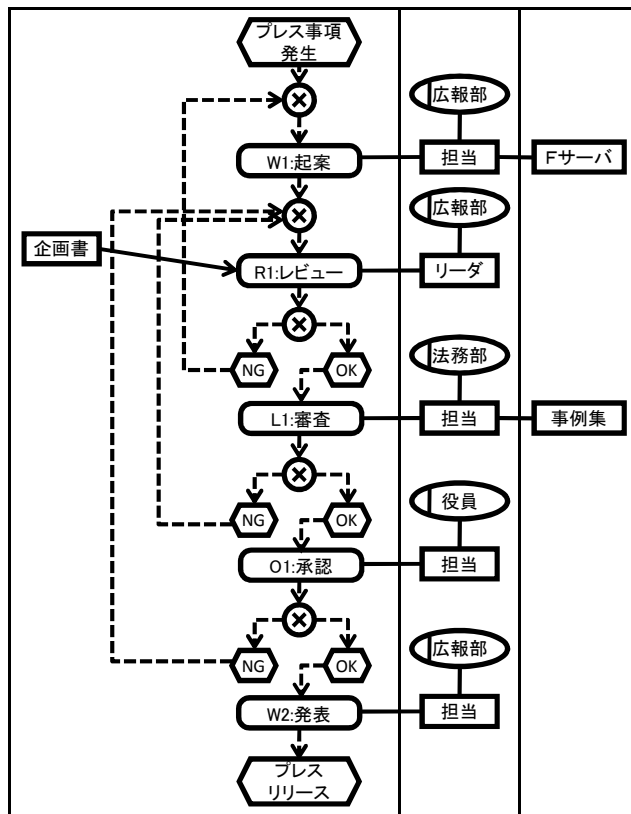 プレス事項
発生
広報部
W1:起案
担当
Fサーバ
広報部
企画書
R1:レビュー
リーダ
NG
OK
法務部
L1:審査
担当
事例集
NG
OK
役員
O1:承認
担当
NG
OK
広報部
W2:発表
担当
プレス
リリース